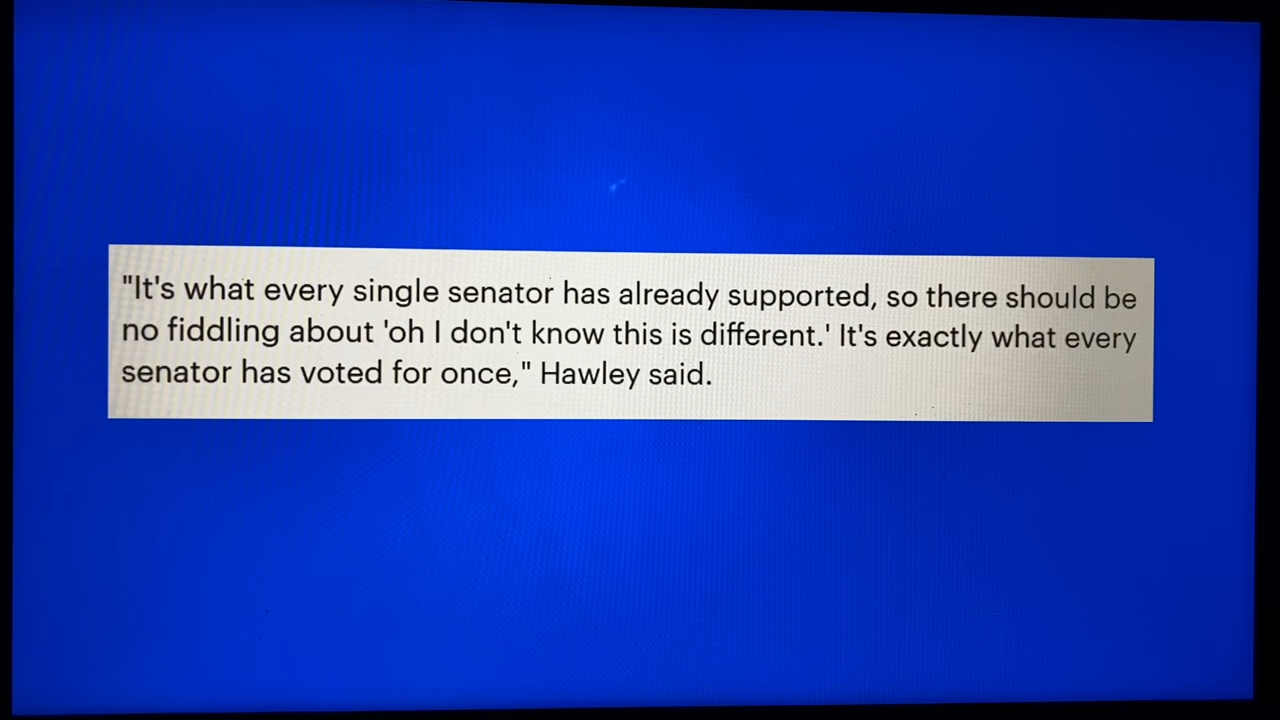 "It's what every single senator has already supported, so there should be
no fiddling about 'oh I don't know this is different.' It's exactly what every
senator has voted for once," Hawley said.